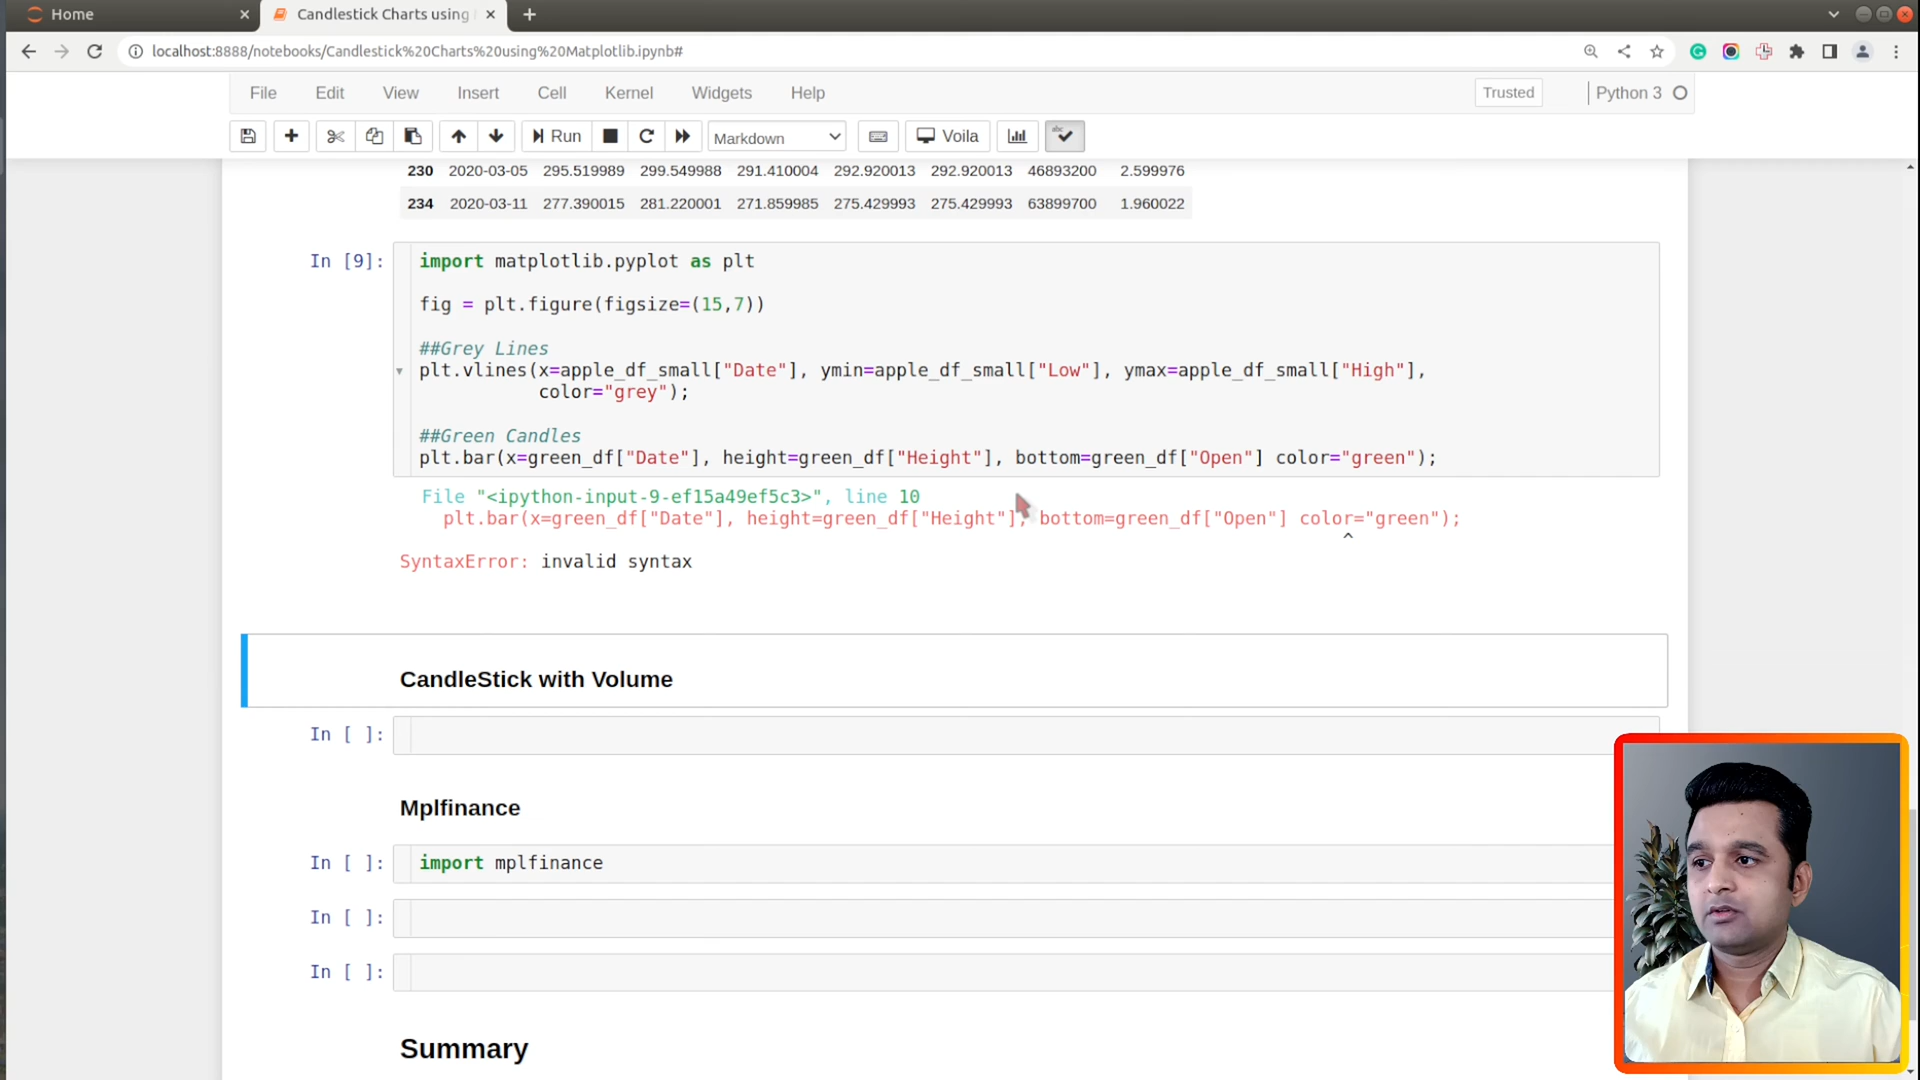 Home
Candlestick Charts using
localhost:8888/notebooks/Candlestick%20Charts%20using%20Matplotlib.ipynb#
File Edit View Insert Cell Kernel Widgets Help Trusted Python 3
Run Markdown Voila
230 2020-03-05 295.519989 299.549988 291.410004 292.920013 292.920013 46893200 2.599976
234 2020-03-11 277.390015 281.220001 271.859985 275.429993 275.429993 63899700 1.960022
In [9]: import matplotlib.pyplot as plt
fig = plt.figure(figsize=(15,7))
##Grey Lines
plt.vlines(x=apple_df_small["Date"], ymin=apple_df_small["Low"], ymax=apple_df_small["High"],
color="grey");
##Green Candles
plt.bar(x=green_df["Date"], height=green_df["Height"], bottom=green_df["Open"] color="green");
File "<ipython-input-9-ef15a49ef5c3>", line 10
plt.bar(x=green_df["Date"], height=green_df["Height"], bottom=green_df["Open"] color="green");
^
SyntaxError: invalid syntax
CandleStick with Volume
In [ ]:
Mplfinance
In [ ]: import mplfinance
In [ ]:
In [ ]:
Summary